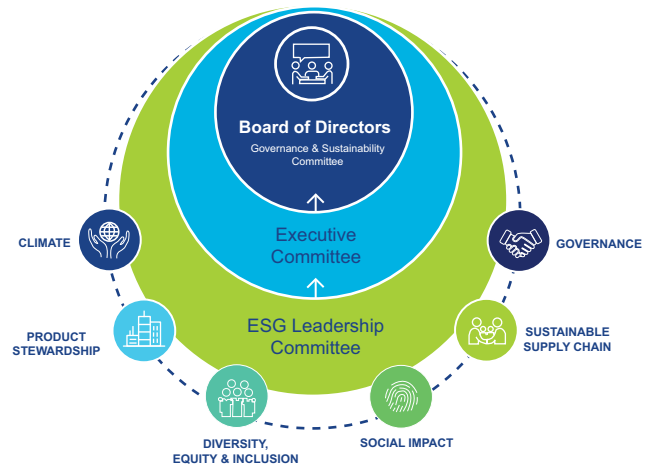 Board of Directors
Governance & Sustainability
Committee
Executive
Committee
CLIMATE
GOVERNANCE
ESG Leadership
Committee
PRODUCT
STEWARDSHIP
SUSTAINABLE
SUPPLY CHAIN
DIVERSITY,
EQUITY & INCLUSION
SOCIAL IMPACT